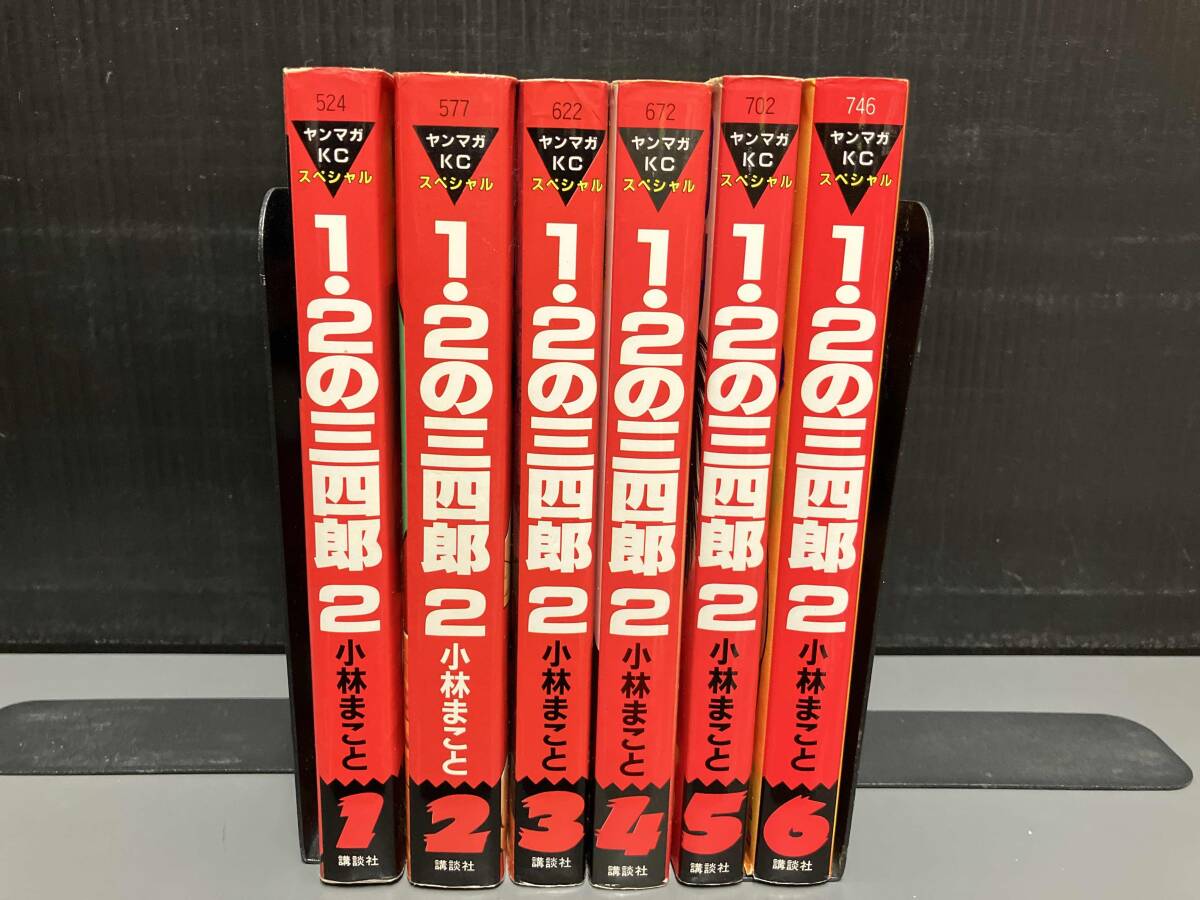 524
ヤンマガ
KC
スペシャル
1・2の三四郎 2
小林まこと
1
講談社
577
ヤンマガ
KC
スペシャル
1・2の三四郎 2
小林まこと
2
講談社
622
ヤンマガ
KC
スペシャル
1・2の三四郎 2
小林まこと
3
講談社
672
ヤンマガ
KC
スペシャル
1・2の三四郎 2
小林まこと
4
講談社
702
ヤンマガ
KC
スペシャル
1・2の三四郎 2
小林まこと
5
講談社
746
ヤンマガ
KC
スペシャル
1・2の三四郎 2
小林まこと
6
講談社